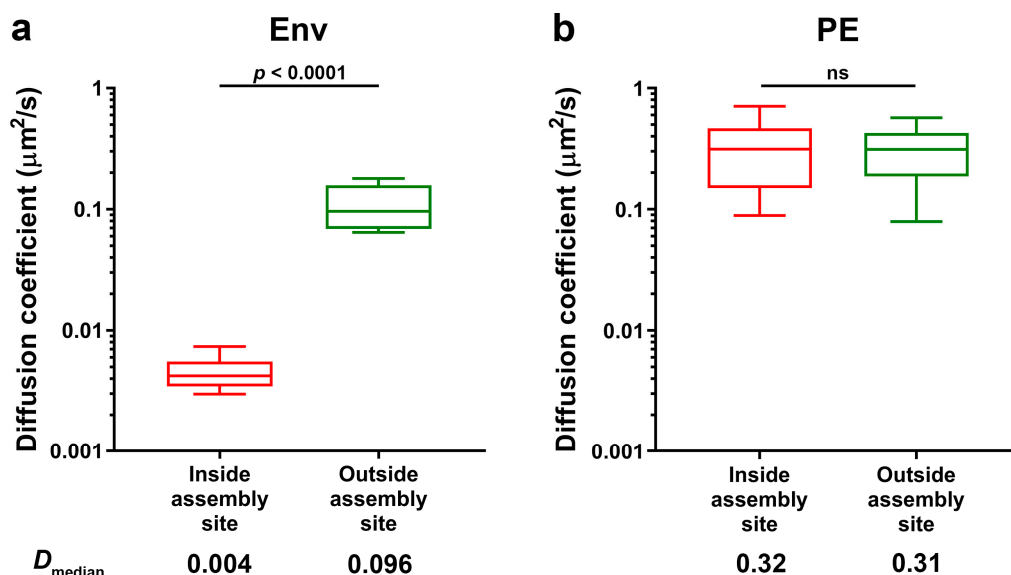 a
Env
p < 0.0001
Diffusion coefficient (μm²/s)
1
0.1
0.01
0.001
Inside
assembly
site
Outside
assembly
site
Dmedian
0.004
0.096
b
PE
ns
Diffusion coefficient (μm²/s)
1
0.1
0.01
0.001
Inside
assembly
site
Outside
assembly
site
0.32
0.31